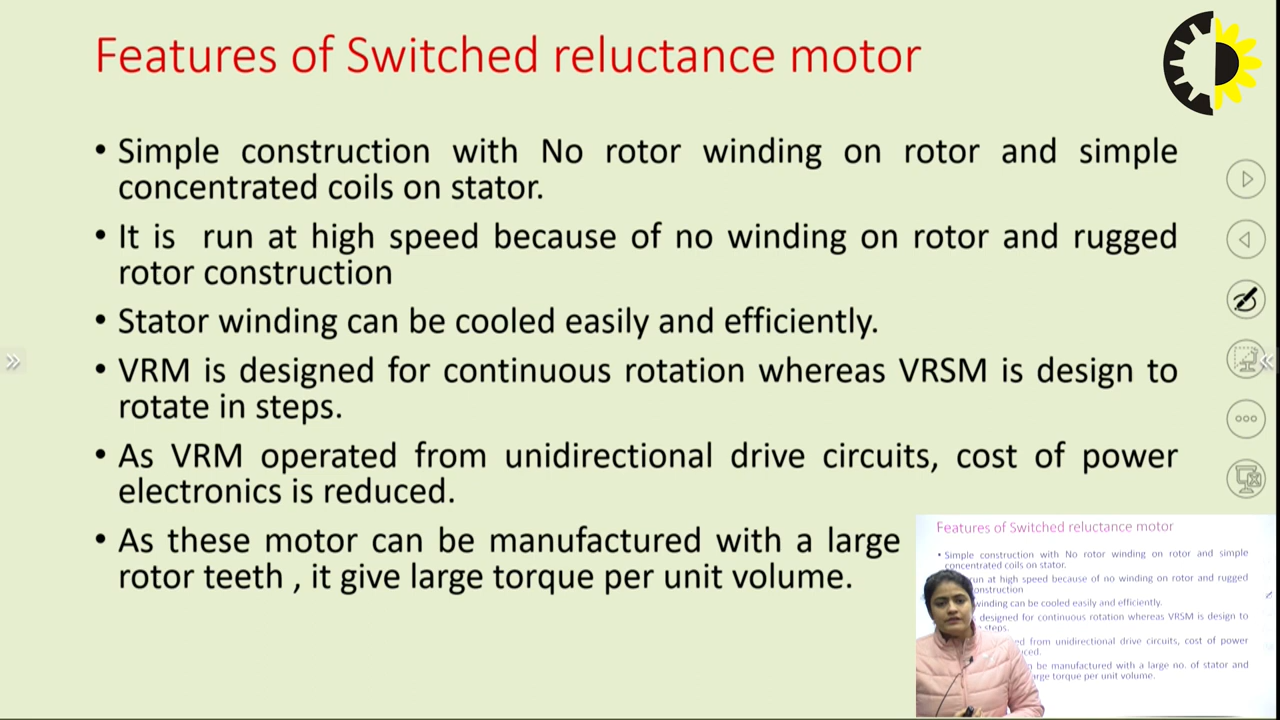 Features of Switched reluctance motor
• Simple construction with No rotor winding on rotor and simple
concentrated coils on stator.
• It is run at high speed because of no winding on rotor and rugged
rotor construction
• Stator winding can be cooled easily and efficiently.
• VRM is designed for continuous rotation whereas VRSM is design to
rotate in steps.
• As VRM operated from unidirectional drive circuits, cost of power
electronics is reduced.
• As these motor can be manufactured with a large
rotor teeth , it give large torque per unit volume.
Features of Switched reluctance motor
• Simple construction with No rotor winding on rotor and simple
concentrated coils on stator.
run at high speed because of no winding on rotor and rugged
onstruction
winding can be cooled easily and efficiently.
designed for continuous rotation whereas VRSM is design to
steps.
ed from unidirectional drive circuits, cost of power
uced.
n be manufactured with a large no. of stator and
arge torque per unit volume.